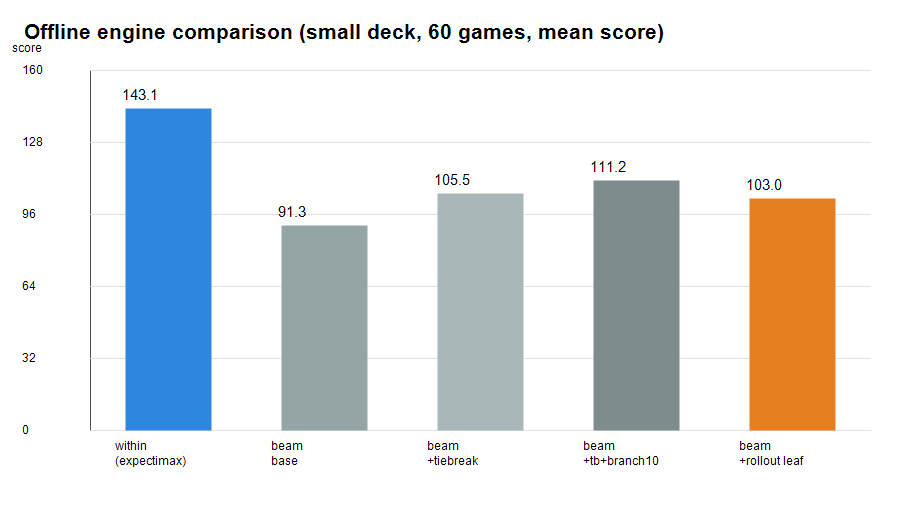 Offline engine comparison (small deck, 60 games, mean score)
score
160
128
96
64
32
0
143.1
91.3
105.5
111.2
103.0
within
(expectimax)
beam
base
beam
+tiebreak
beam
+tb+branch10
beam
+rollout leaf